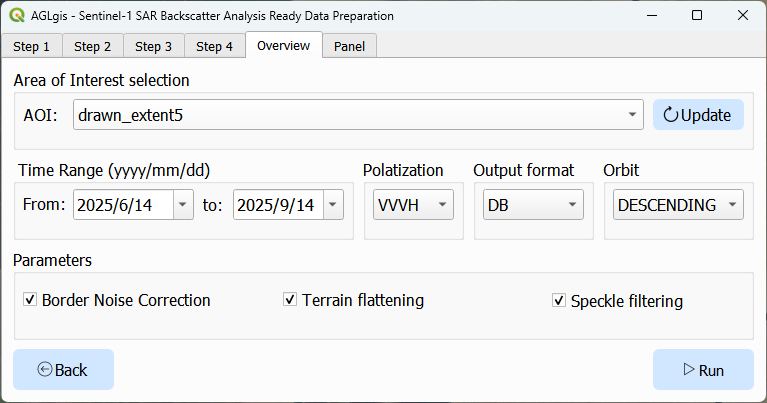 AGLgis - Sentinel-1 SAR Backscatter Analysis Ready Data Preparation
Step 1 Step 2 Step 3 Step 4 Overview Panel
Area of Interest selection
AOI: drawn_extent5 Update
Time Range (yyyy/mm/dd) Polatization Output format Orbit
From: 2025/6/14 to: 2025/9/14 VVVH DB DESCENDING
Parameters
Border Noise Correction Terrain flattening Speckle filtering
Back Run